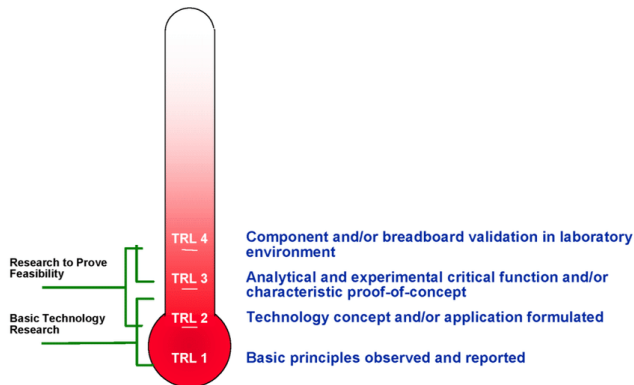 TRL 4
Component and/or breadboard validation in laboratory
environment
Research to Prove
Feasibility
TRL 3
Analytical and experimental critical function and/or
characteristic proof-of-concept
Basic Technology
Research
TRL 2
Technology concept and/or application formulated
TRL 1
Basic principles observed and reported